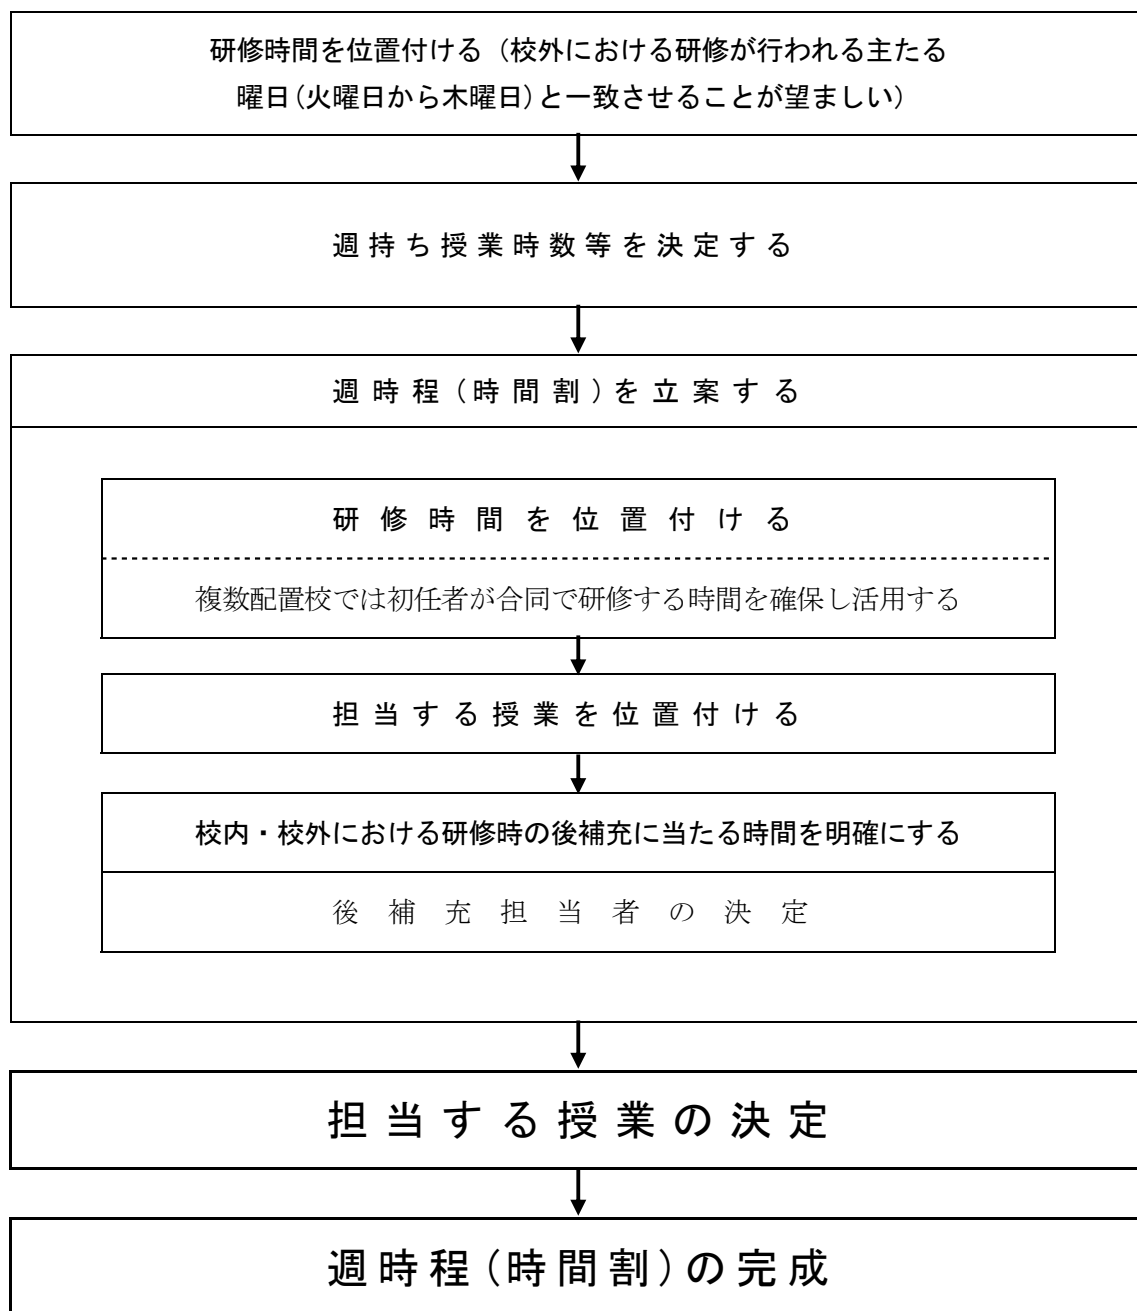 研修時間を位置付ける（校外における研修が行われる主たる
曜日（火曜日から木曜日）と一致させることが望ましい）
週持ち授業時数等を決定する
週時程（時間割）を立案する
研修時間を位置付ける
複数配置校では初任者が合同で研修する時間を確保し活用する
担当する授業を位置付ける
校内・校外における研修時の後補充に当たる時間を明確にする
後補充担当者の決定
担当する授業の決定
週時程（時間割）の完成